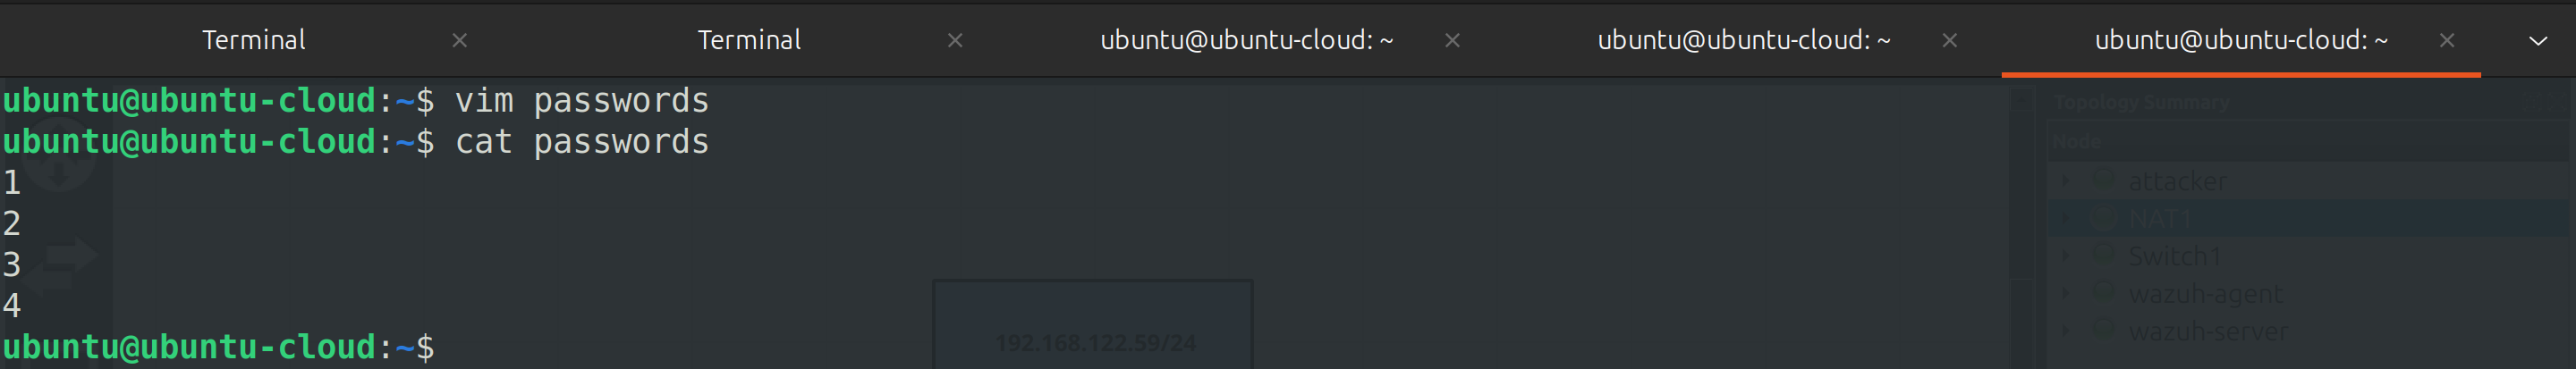 Terminal × Terminal × ubuntu@ubuntu-cloud: ~ × ubuntu@ubuntu-cloud: ~ × ubuntu@ubuntu-cloud: ~ ×
ubuntu@ubuntu-cloud:~$ vim passwords
ubuntu@ubuntu-cloud:~$ cat passwords
1
2
3
4
ubuntu@ubuntu-cloud:~$
192.168.122.59/24
Topology Summary
Node
attacker
NAT1
Switch1
wazuh-agent
wazuh-server